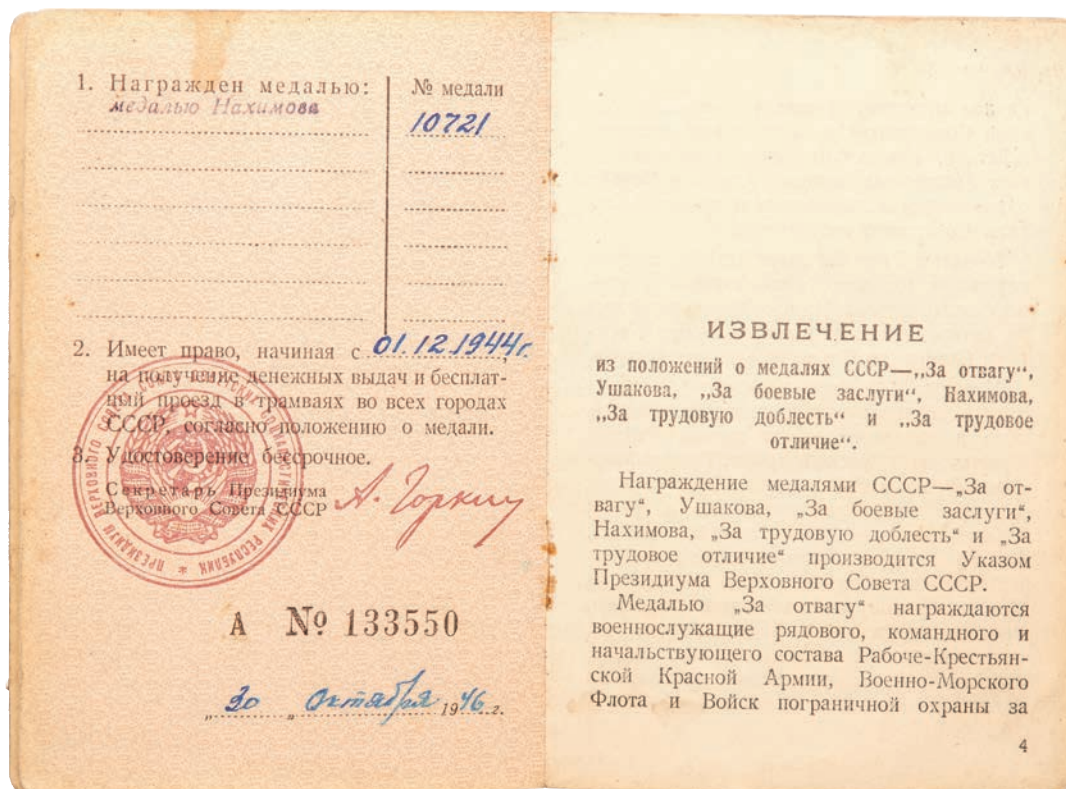 1. Награжден медалью:
медалью Нахимова
№ медали
10721
2. Имеет право, начиная с 01.12.1944г.,
на получение денежных выдач и бесплат-
ный проезд в трамваях во всех городах
СССР, согласно положению о медали.
3. Удостоверение бессрочное.
Секретарь Президиума
Верховного Совета СССР А. Горкин
ПРЕЗИДИУМ ВЕРХОВНОГО СОВЕТА РЕСПУБЛИК
А № 133550
„30„ Октября 1946 г.
ИЗВЛЕЧЕНИЕ
из положений о медалях СССР—„За отвагу“,
Ушакова, „За боевые заслуги“, Нахимова,
„За трудовую доблесть“ и „За трудовое
отличие“.
Награждение медалями СССР—„За от-
вагу“, Ушакова, „За боевые заслуги“,
Нахимова, „За трудовую доблесть“ и „За
трудовое отличие“ производится Указом
Президиума Верховного Совета СССР.
Медалью „За отвагу“ награждаются
военнослужащие рядового, командного и
начальствующего состава Рабоче-Крестьян-
ской Красной Армии, Военно-Морского
Флота и Войск пограничной охраны за
4